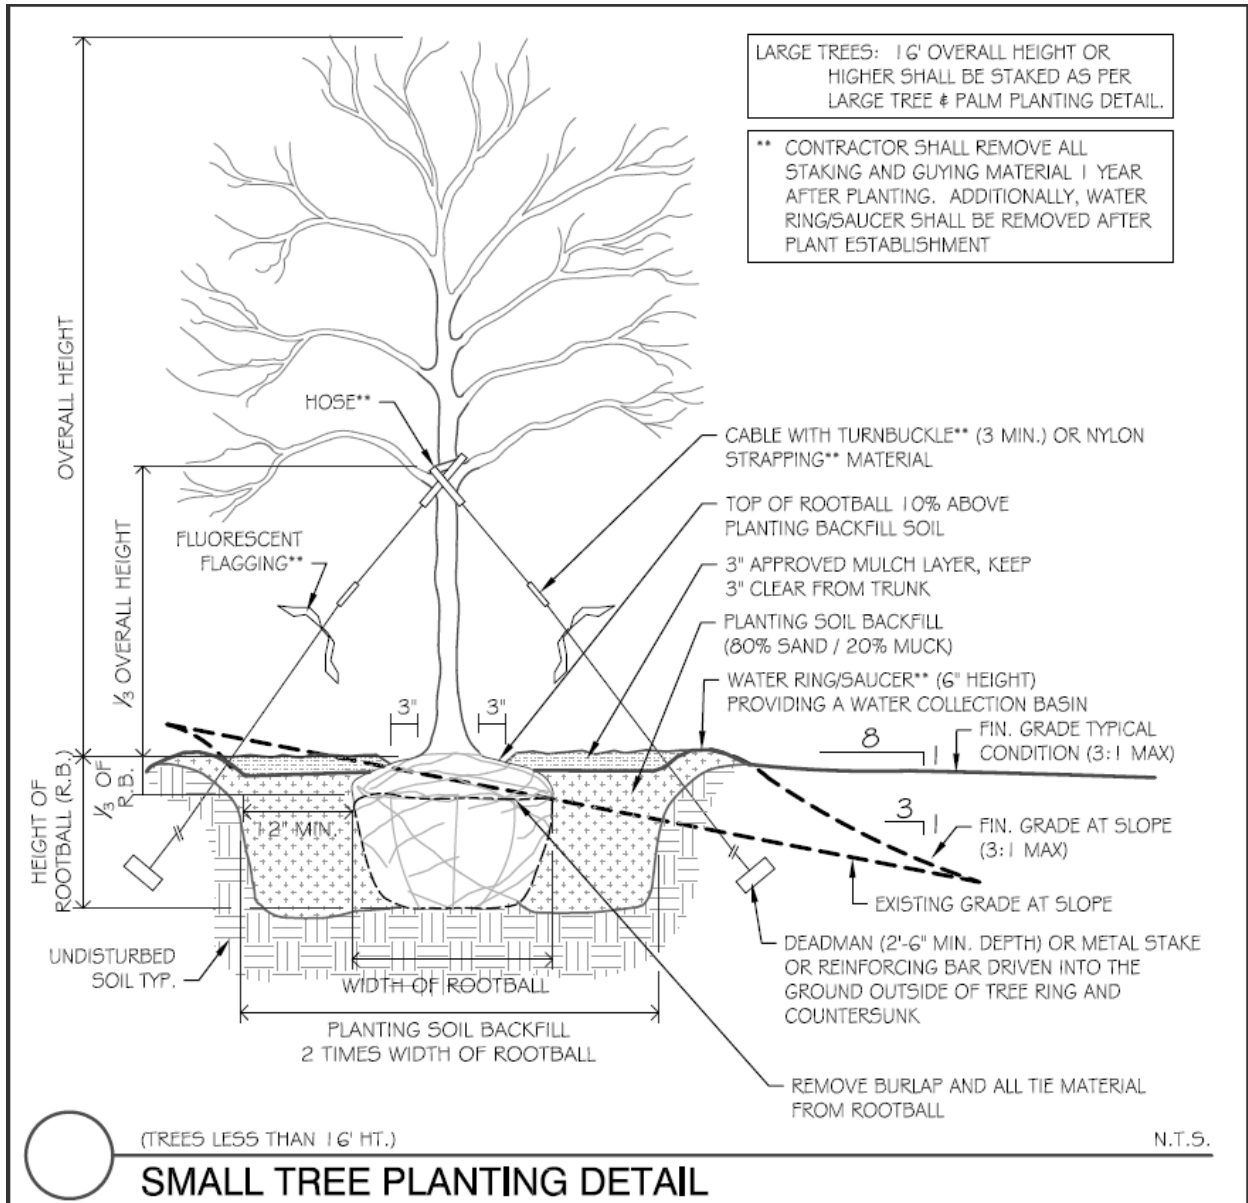 LARGE TREES: 16' OVERALL HEIGHT OR
HIGHER SHALL BE STAKED AS PER
LARGE TREE & PALM PLANTING DETAIL.
** CONTRACTOR SHALL REMOVE ALL
STAKING AND GUYING MATERIAL 1 YEAR
AFTER PLANTING. ADDITIONALLY, WATER
RING/SAUCER SHALL BE REMOVED AFTER
PLANT ESTABLISHMENT
OVERALL HEIGHT
HOSE**
CABLE WITH TURNBUCKLE** (3 MIN.) OR NYLON
STRAPPING** MATERIAL
TOP OF ROOTBALL 10% ABOVE
PLANTING BACKFILL SOIL
FLUORESCENT
FLAGGING**
1/3 OVERALL HEIGHT
3" APPROVED MULCH LAYER, KEEP
3" CLEAR FROM TRUNK
PLANTING SOIL BACKFILL
(80% SAND / 20% MUCK)
WATER RING/SAUCER** (6" HEIGHT)
PROVIDING A WATER COLLECTION BASIN
3"
3"
8
1
FIN. GRADE TYPICAL
CONDITION (3:1 MAX)
HEIGHT OF
ROOTBALL (R.B.)
1/3 OF
R.B.
12" MIN.
3
1
FIN. GRADE AT SLOPE
(3:1 MAX)
EXISTING GRADE AT SLOPE
UNDISTURBED
SOIL TYP.
DEADMAN (2'-6" MIN. DEPTH) OR METAL STAKE
OR REINFORCING BAR DRIVEN INTO THE
GROUND OUTSIDE OF TREE RING AND
COUNTERSUNK
WIDTH OF ROOTBALL
PLANTING SOIL BACKFILL
2 TIMES WIDTH OF ROOTBALL
REMOVE BURLAP AND ALL TIE MATERIAL
FROM ROOTBALL
(TREES LESS THAN 16' HT.)
N.T.S.
SMALL TREE PLANTING DETAIL